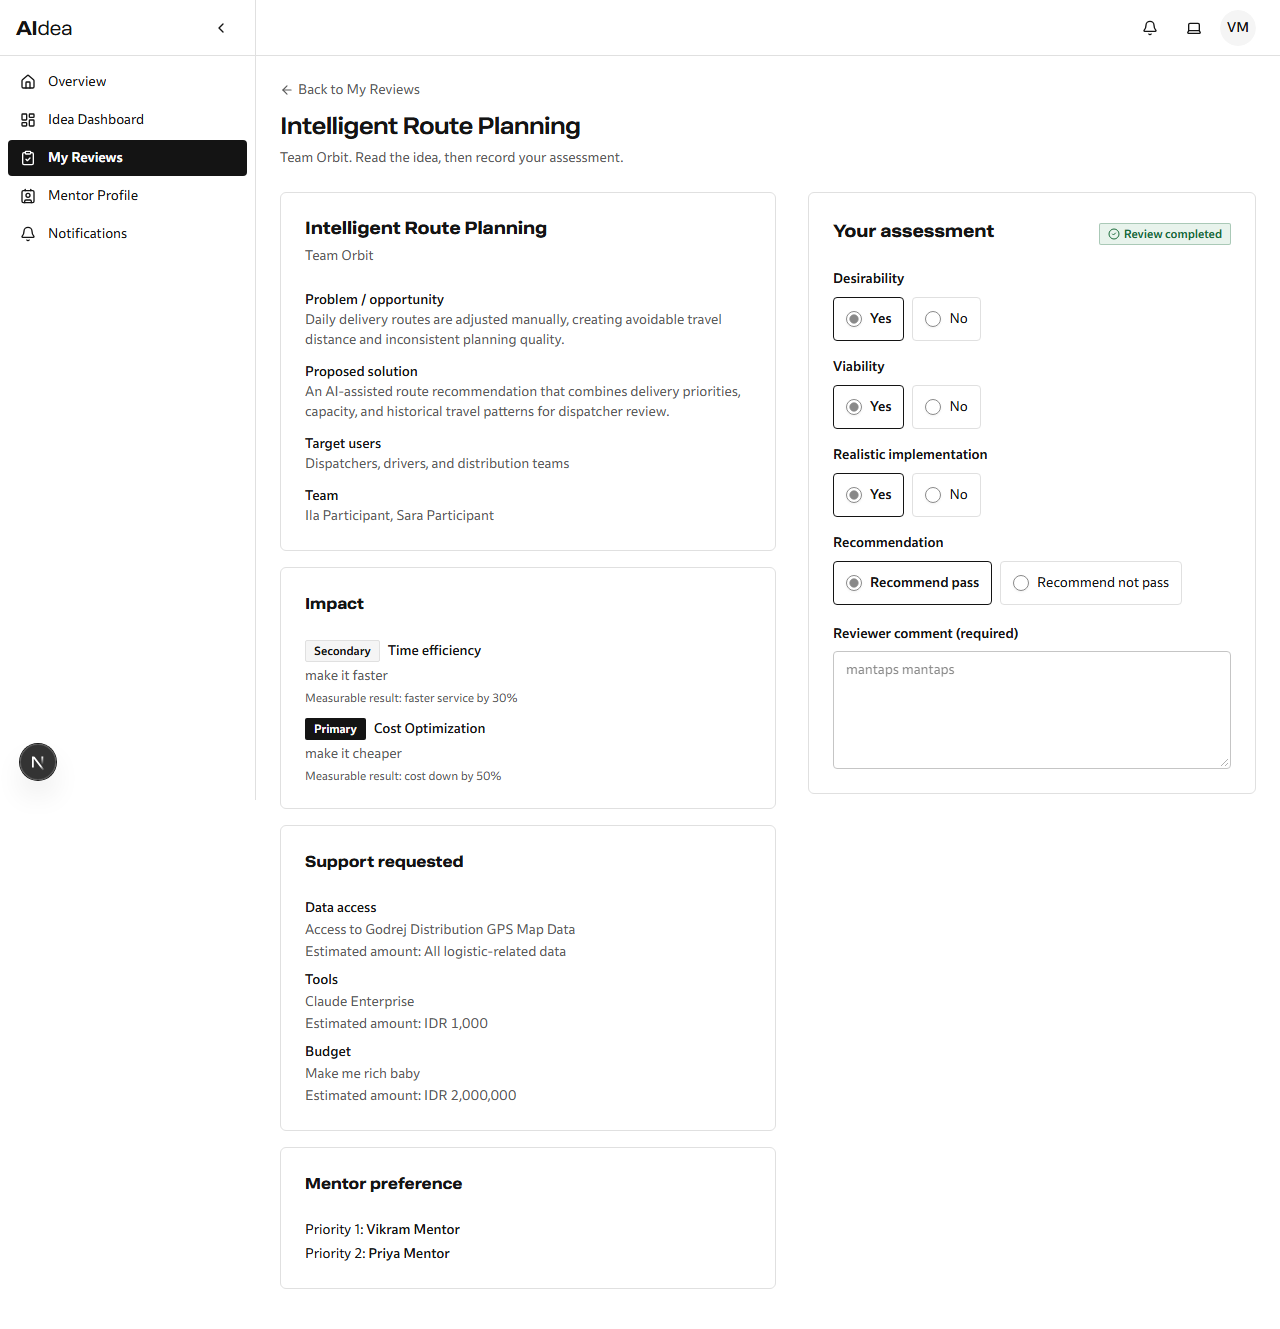 AIdea
VM
Overview
Idea Dashboard
My Reviews
Mentor Profile
Notifications
N
Back to My Reviews
Intelligent Route Planning
Team Orbit. Read the idea, then record your assessment.
Intelligent Route Planning
Team Orbit
Problem / opportunity
Daily delivery routes are adjusted manually, creating avoidable travel
distance and inconsistent planning quality.
Proposed solution
An AI-assisted route recommendation that combines delivery priorities,
capacity, and historical travel patterns for dispatcher review.
Target users
Dispatchers, drivers, and distribution teams
Team
Ila Participant, Sara Participant
Impact
Secondary Time efficiency
make it faster
Measurable result: faster service by 30%
Primary Cost Optimization
make it cheaper
Measurable result: cost down by 50%
Support requested
Data access
Access to Godrej Distribution GPS Map Data
Estimated amount: All logistic-related data
Tools
Claude Enterprise
Estimated amount: IDR 1,000
Budget
Make me rich baby
Estimated amount: IDR 2,000,000
Mentor preference
Priority 1: Vikram Mentor
Priority 2: Priya Mentor
Your assessment
Review completed
Desirability
Yes No
Viability
Yes No
Realistic implementation
Yes No
Recommendation
Recommend pass Recommend not pass
Reviewer comment (required)
mantaps mantaps